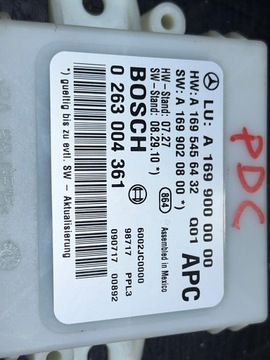 LU: A 169 900 00 00
HW: A 169 545 64 32 Q01 APC
SW: A 169 902 08 00 *)
HW-Stand: 07.27
SW-Stand: 08.29.10 *)
864
Assembled in Mexico
BOSCH
0 263 004 361
6002JC0000
98717 PPL3
090717 00892
*) gueltig bis zu evtl. SW - Aktualisierung
PDC